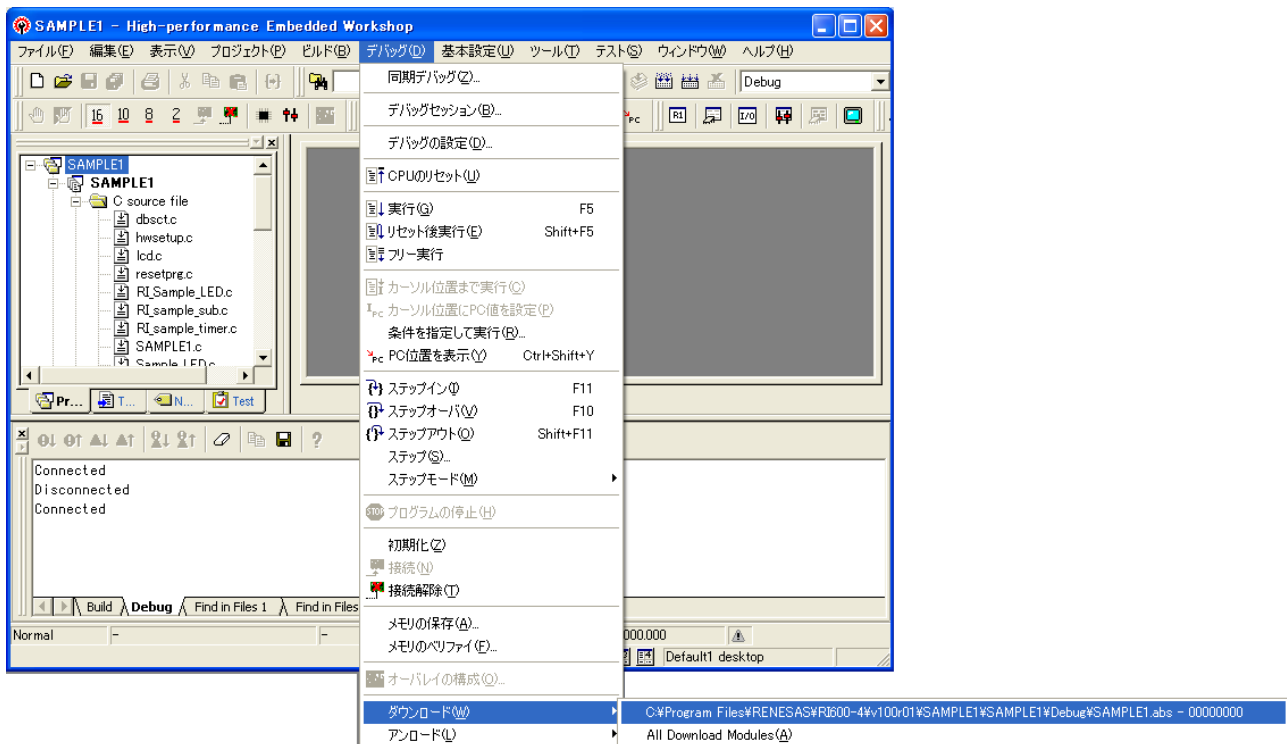 SAMPLE1 - High-performance Embedded Workshop
ファイル(F) 編集(E) 表示(V) プロジェクト(P) ビルド(B) デバッグ(D) 基本設定(U) ツール(T) テスト(S) ウィンドウ(W) ヘルプ(H)
Debug
16 10 8 2
PC R1 I/O
SAMPLE1
SAMPLE1
C source file
dbsct.c
hwsetup.c
lcd.c
resetprg.c
RI_Sample_LED.c
RI_sample_sub.c
RI_sample_timer.c
SAMPLE1.c
Sample_LED.c
Pr... T... N... Test
Connected
Disconnected
Connected
Build Debug Find in Files 1 Find in Files
Normal - - 000.000
Default1 desktop
同期デバッグ(Z)...
デバッグセッション(B)...
デバッグの設定(D)...
CPUのリセット(U)
実行(G) F5
リセット後実行(E) Shift+F5
フリー実行
カーソル位置まで実行(C)
カーソル位置にPC値を設定(P)
条件を指定して実行(R)...
PC位置を表示(Y) Ctrl+Shift+Y
ステップイン(I) F11
ステップオーバ(V) F10
ステップアウト(O) Shift+F11
ステップ(S)...
ステップモード(M)
プログラムの停止(H)
初期化(Z)
接続(N)
接続解除(T)
メモリの保存(A)...
メモリのベリファイ(F)...
オーバレイの構成(O)...
ダウンロード(W)
C:¥Program Files¥RENESAS¥RI600-4¥v100r01¥SAMPLE1¥SAMPLE1¥Debug¥SAMPLE1.abs - 00000000
アンロード(L)
All Download Modules(A)